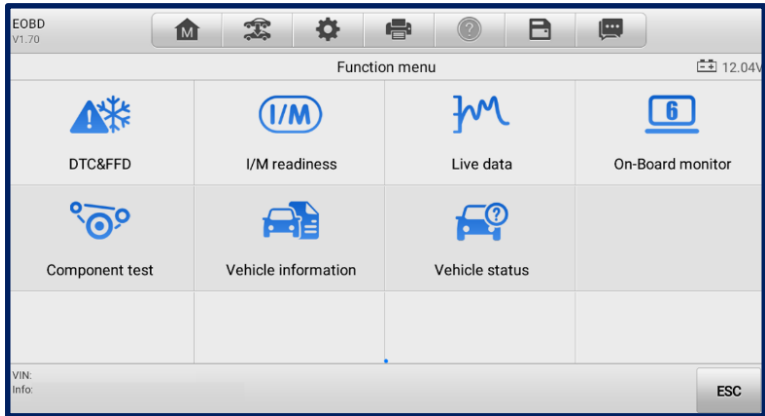 EOBD
V1.70
M
Function menu
12.04V
I/M
6
DTC&FFD
I/M readiness
Live data
On-Board monitor
Component test
Vehicle information
Vehicle status
VIN:
Info:
ESC